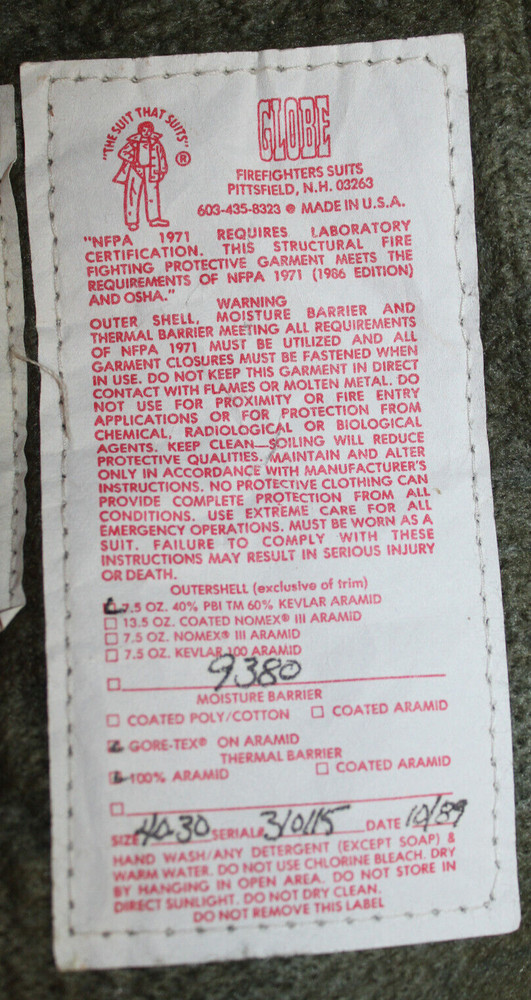 "THE SUIT THAT SUITS" ®
GLOBE
FIREFIGHTERS SUITS
PITTSFIELD, N.H. 03263
603-435-8323 ® MADE IN U.S.A.
"NFPA 1971 REQUIRES LABORATORY
CERTIFICATION. THIS STRUCTURAL FIRE
FIGHTING PROTECTIVE GARMENT MEETS THE
REQUIREMENTS OF NFPA 1971 (1986 EDITION)
AND OSHA."
WARNING
OUTER SHELL, MOISTURE BARRIER AND
THERMAL BARRIER MEETING ALL REQUIREMENTS
OF NFPA 1971 MUST BE UTILIZED AND ALL
GARMENT CLOSURES MUST BE FASTENED WHEN
IN USE. DO NOT KEEP THIS GARMENT IN DIRECT
CONTACT WITH FLAMES OR MOLTEN METAL. DO
NOT USE FOR PROXIMITY OR FIRE ENTRY
APPLICATIONS OR FOR PROTECTION FROM
CHEMICAL, RADIOLOGICAL OR BIOLOGICAL
AGENTS. KEEP CLEAN—SOILING WILL REDUCE
PROTECTIVE QUALITIES. MAINTAIN AND ALTER
ONLY IN ACCORDANCE WITH MANUFACTURER'S
INSTRUCTIONS. NO PROTECTIVE CLOTHING CAN
PROVIDE COMPLETE PROTECTION FROM ALL
CONDITIONS. USE EXTREME CARE FOR ALL
EMERGENCY OPERATIONS. MUST BE WORN AS A
SUIT. FAILURE TO COMPLY WITH THESE
INSTRUCTIONS MAY RESULT IN SERIOUS INJURY
OR DEATH.
OUTERSHELL (exclusive of trim)
7.5 OZ. 40% PBI TM 60% KEVLAR ARAMID
13.5 OZ. COATED NOMEX® III ARAMID
7.5 OZ. NOMEX® III ARAMID
7.5 OZ. KEVLAR 100 ARAMID
9380
MOISTURE BARRIER
COATED POLY/COTTON COATED ARAMID
GORE-TEX® ON ARAMID
THERMAL BARRIER
100% ARAMID COATED ARAMID
SIZE 40-30 SERIAL# 310115 DATE 10/89
HAND WASH/ANY DETERGENT (EXCEPT SOAP) &
WARM WATER. DO NOT USE CHLORINE BLEACH. DRY
BY HANGING IN OPEN AREA. DO NOT STORE IN
DIRECT SUNLIGHT. DO NOT DRY CLEAN.
DO NOT REMOVE THIS LABEL